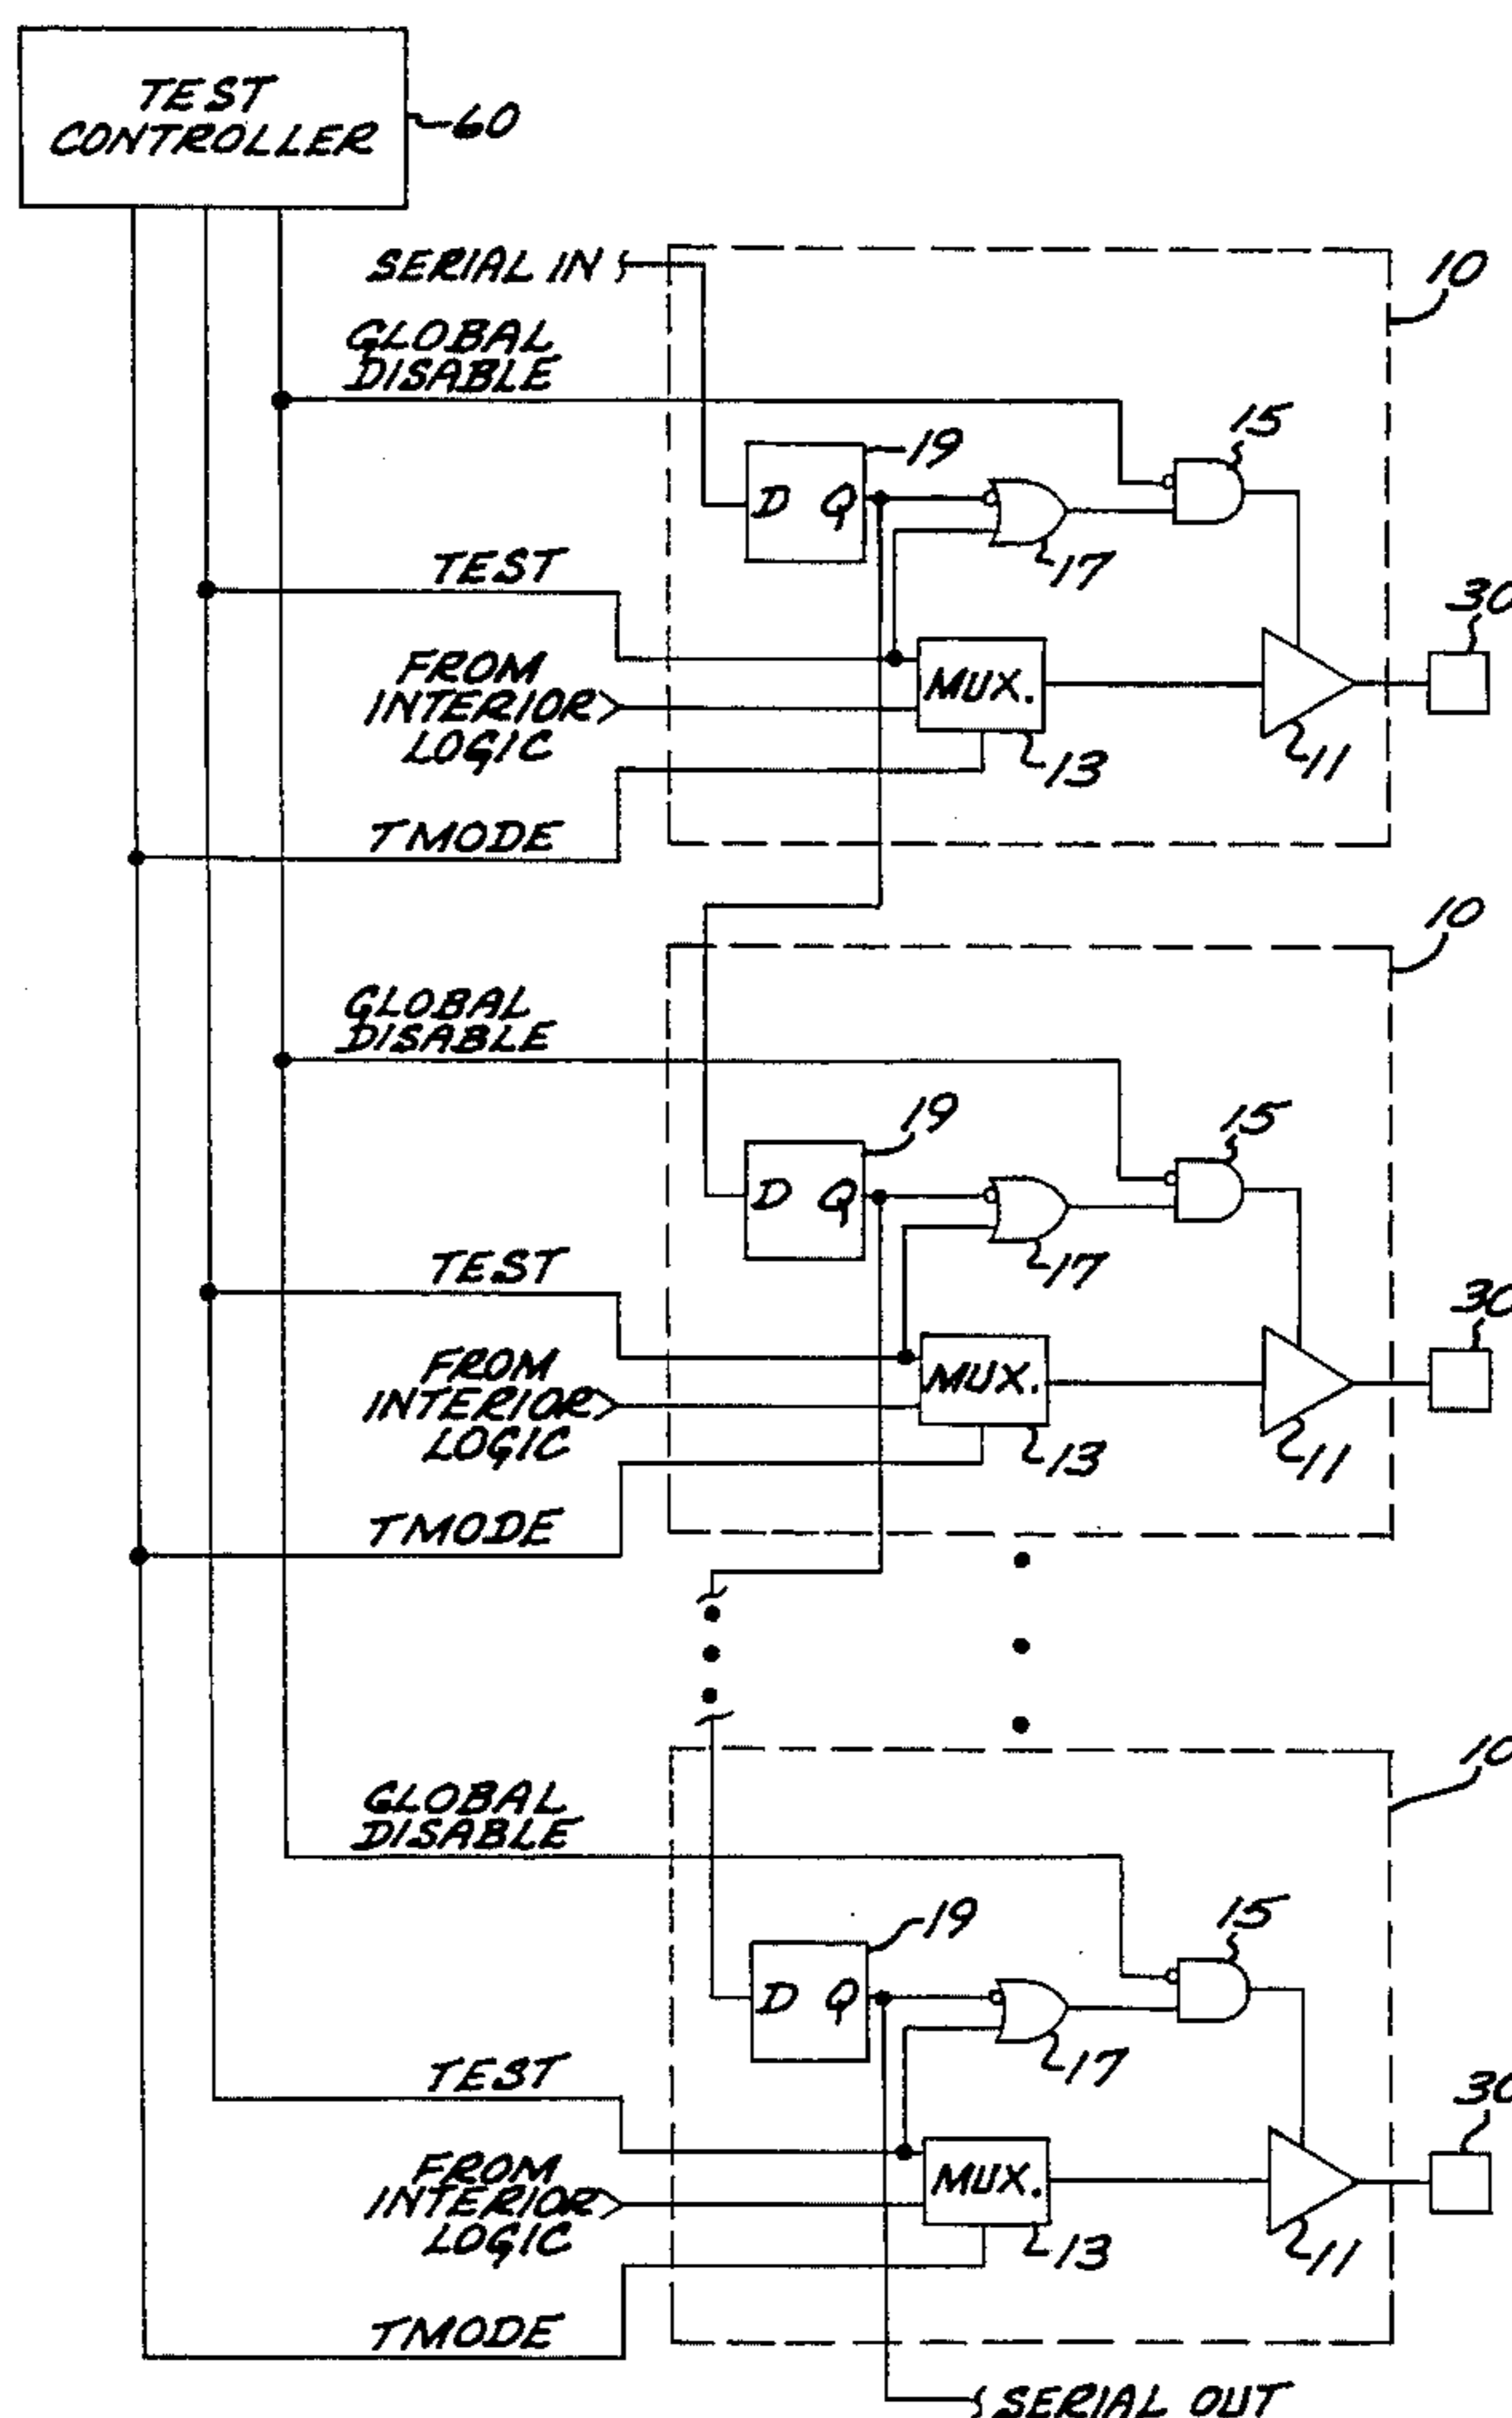 TEST
CONTROLLER
60
SERIAL IN
10
GLOBAL
DISABLE
15
19
D Q
17
TEST
30
FROM
INTERIOR
LOGIC
MUX.
13
11
TMODE
10
GLOBAL
DISABLE
19
15
D Q
17
TEST
30
FROM
INTERIOR
LOGIC
MUX.
13
11
TMODE
10
GLOBAL
DISABLE
19
15
D Q
17
TEST
30
FROM
INTERIOR
LOGIC
MUX.
13
11
TMODE
SERIAL OUT